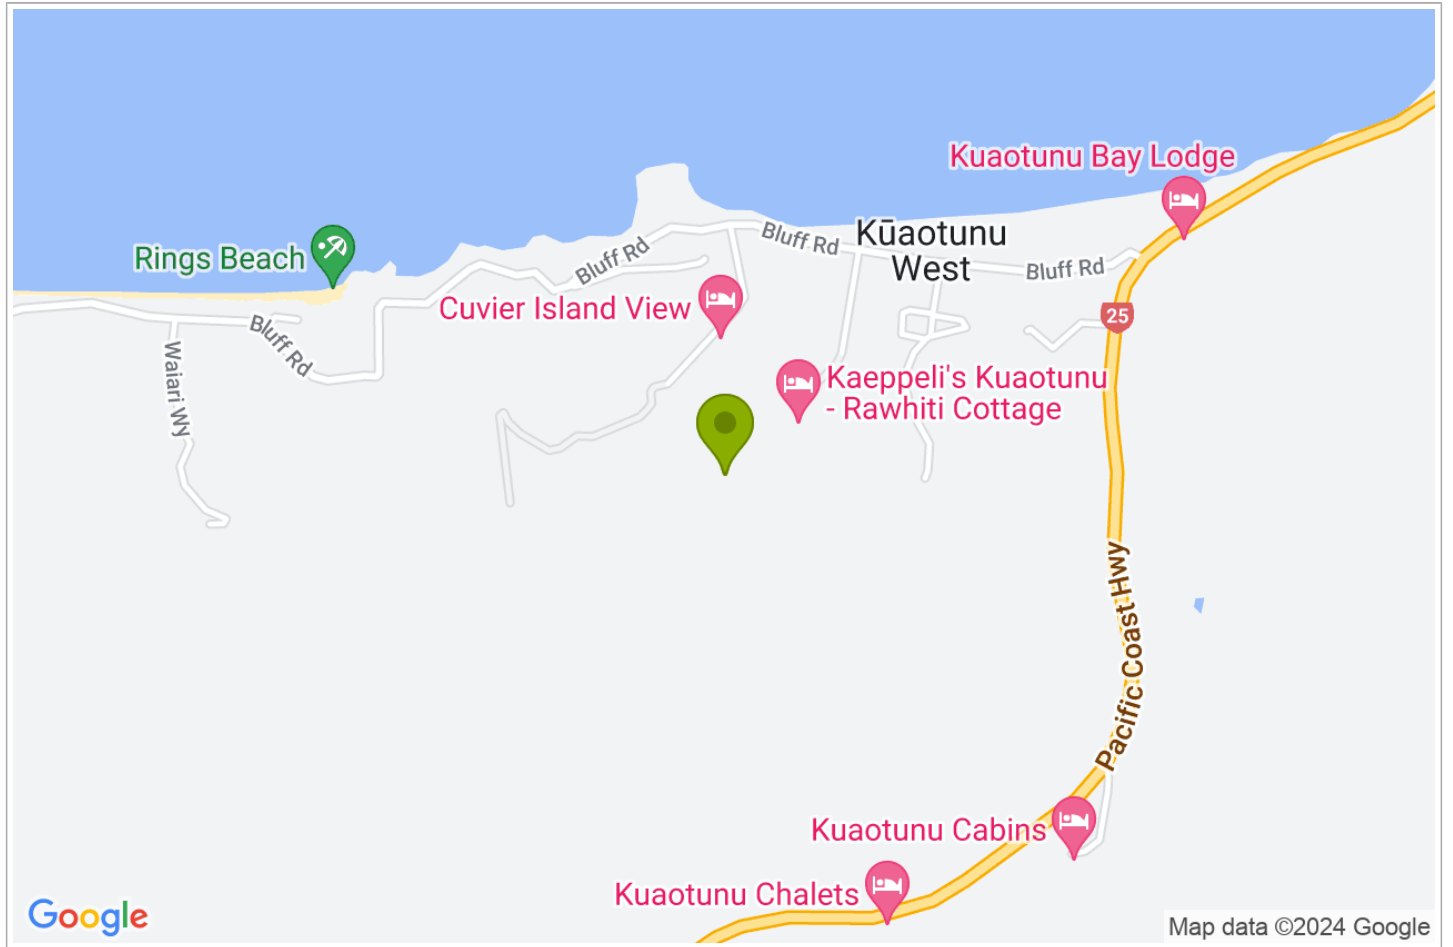 Kuaotunu Bay Lodge
Kūaotunu
West
Bluff Rd
Bluff Rd
Bluff Rd
Rings Beach
Cuvier Island View
25
Bluff Rd
Waiari Wy
Kaeppeli's Kuaotunu
- Rawhiti Cottage
Pacific Coast Hwy
Kuaotunu Cabins
Kuaotunu Chalets
Google
Map data ©2024 Google